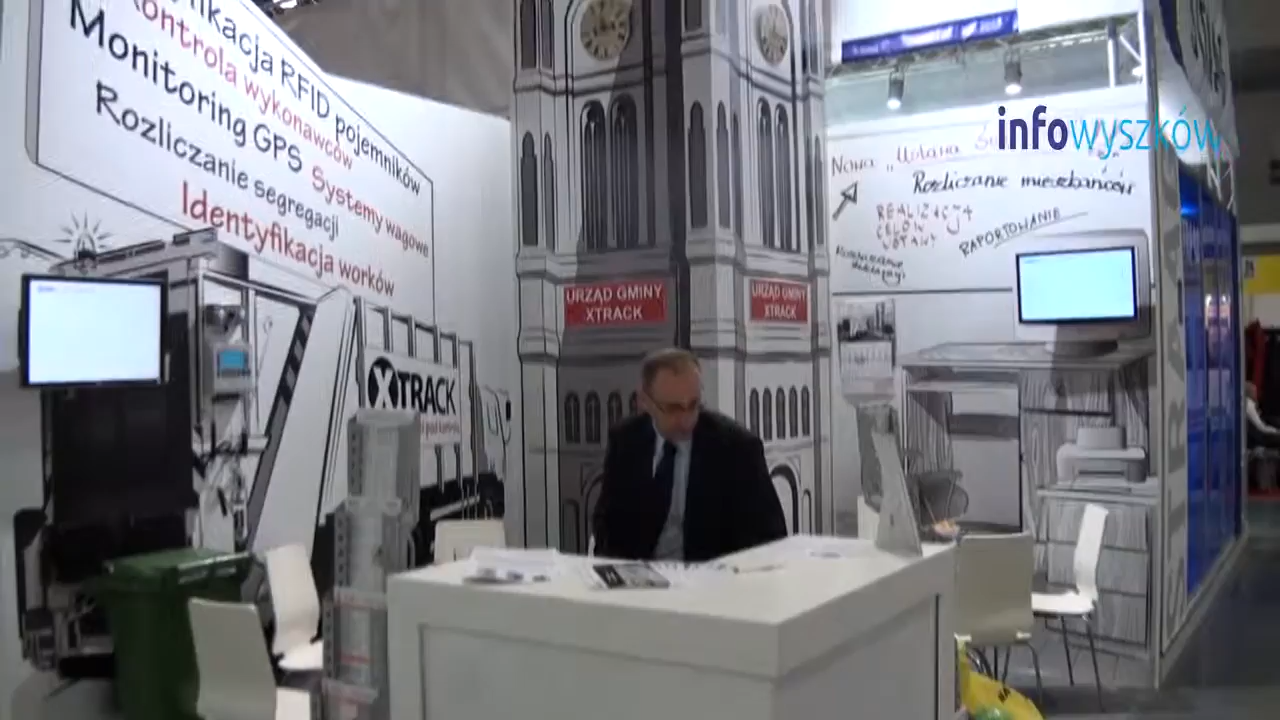 RFID pojemników
Kontrola wykonawców
Monitoring GPS Systemy wagowe
Rozliczanie segregacji
Identyfikacja worków
XTRACK
URZĄD GMINY
XTRACK
URZĄD GMINY
XTRACK
infowyszków
Nowa „Ustawa
Rozliczanie mieszkańców
REALIZACJA
CELÓW
USTAWY
RAPORTOWANIE